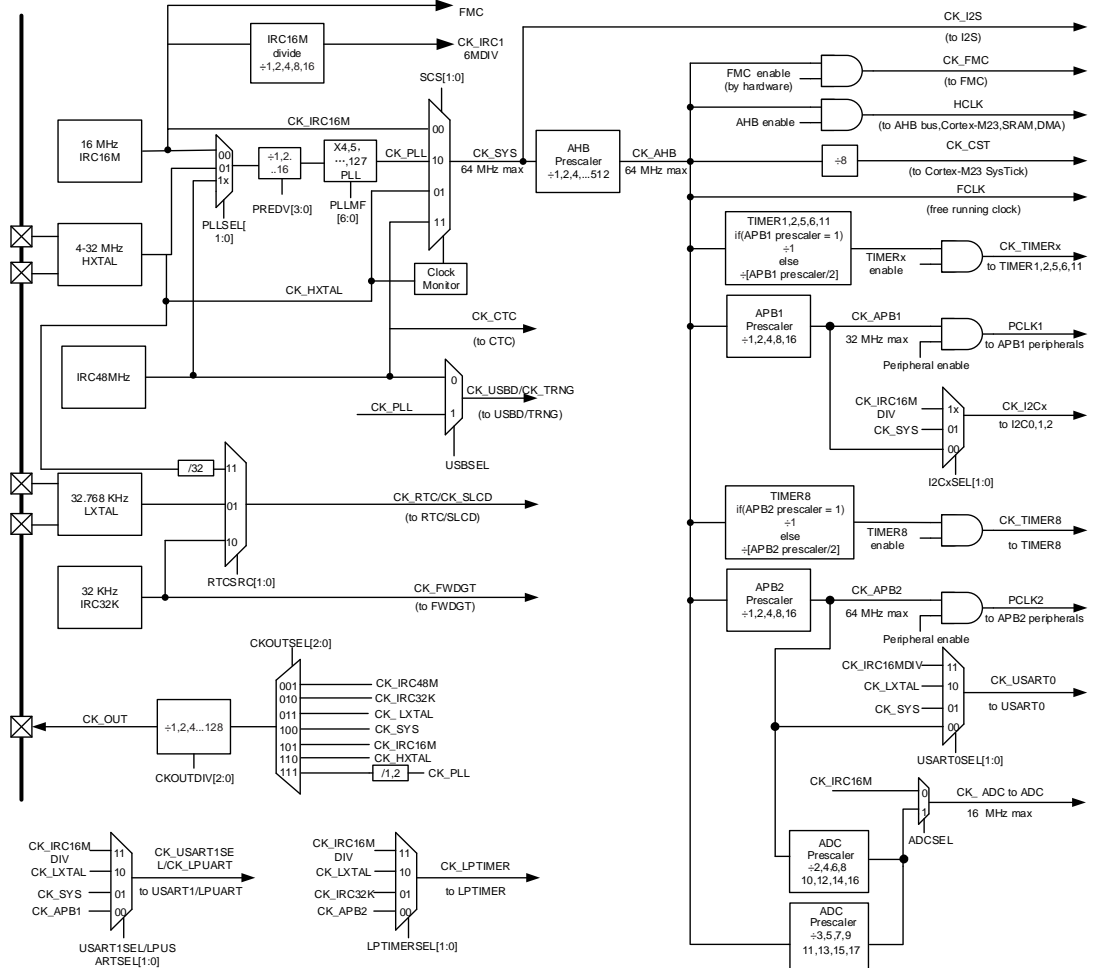 FMC
IRC16M
divide
÷1,2,4,8,16
CK_IRC1
6MDIV
16 MHz
IRC16M
CK_IRC16M
00
01
1x
PLLSEL[
1:0]
÷1,2.
..16
PREDV[3:0]
X4,5,
…,127
PLL
PLLMF
[6:0]
CK_PLL
SCS[1:0]
00
10
01
11
Clock
Monitor
CK_SYS
64 MHz max
4-32 MHz
HXTAL
CK_HXTAL
CK_CTC
(to CTC)
IRC48MHz
CK_PLL
0
1
CK_USBD/CK_TRNG
(to USBD/TRNG)
USBSEL
/32
11
01
10
RTCSRC[1:0]
32.768 KHz
LXTAL
CK_RTC/CK_SLCD
(to RTC/SLCD)
32 KHz
IRC32K
CK_FWDGT
(to FWDGT)
CKOUTSEL[2:0]
001
010
011
100
101
110
111
CK_IRC48M
CK_IRC32K
CK_ LXTAL
CK_SYS
CK_IRC16M
CK_HXTAL
/1,2
CK_PLL
CK_OUT
÷1,2,4...128
CKOUTDIV[2:0]
CK_IRC16M
DIV
CK_LXTAL
CK_SYS
CK_APB1
11
10
01
00
CK_USART1SE
L/CK_LPUART
to USART1/LPUART
USART1SEL/LPUS
ARTSEL[1:0]
CK_IRC16M
DIV
CK_LXTAL
CK_IRC32K
CK_APB2
11
10
01
00
CK_LPTIMER
to LPTIMER
LPTIMERSEL[1:0]
CK_I2S
(to I2S)
AHB
Prescaler
÷1,2,4,...512
CK_AHB
64 MHz max
FMC enable
(by hardware)
CK_FMC
(to FMC)
AHB enable
HCLK
(to AHB bus,Cortex-M23,SRAM,DMA)
÷8
CK_CST
(to Cortex-M23 SysTick)
FCLK
(free running clock)
TIMER1,2,5,6,11
if(APB1 prescaler = 1)
÷1
else
÷[APB1 prescaler/2]
TIMERx
enable
CK_TIMERx
to TIMER1,2,5,6,11
APB1
Prescaler
÷1,2,4,8,16
CK_APB1
32 MHz max
Peripheral enable
PCLK1
to APB1 peripherals
CK_IRC16M
DIV
CK_SYS
1x
01
00
CK_I2Cx
to I2C0,1,2
I2CxSEL[1:0]
TIMER8
if(APB2 prescaler = 1)
÷1
else
÷[APB2 prescaler/2]
TIMER8
enable
CK_TIMER8
to TIMER8
APB2
Prescaler
÷1,2,4,8,16
CK_APB2
64 MHz max
Peripheral enable
PCLK2
to APB2 peripherals
CK_IRC16MDIV
CK_LXTAL
CK_SYS
11
10
01
00
CK_USART0
to USART0
USART0SEL[1:0]
CK_IRC16M
0
1
CK_ ADC to ADC
16 MHz max
ADCSEL
ADC
Prescaler
÷2,4,6,8
10,12,14,16
ADC
Prescaler
÷3,5,7,9
11,13,15,17